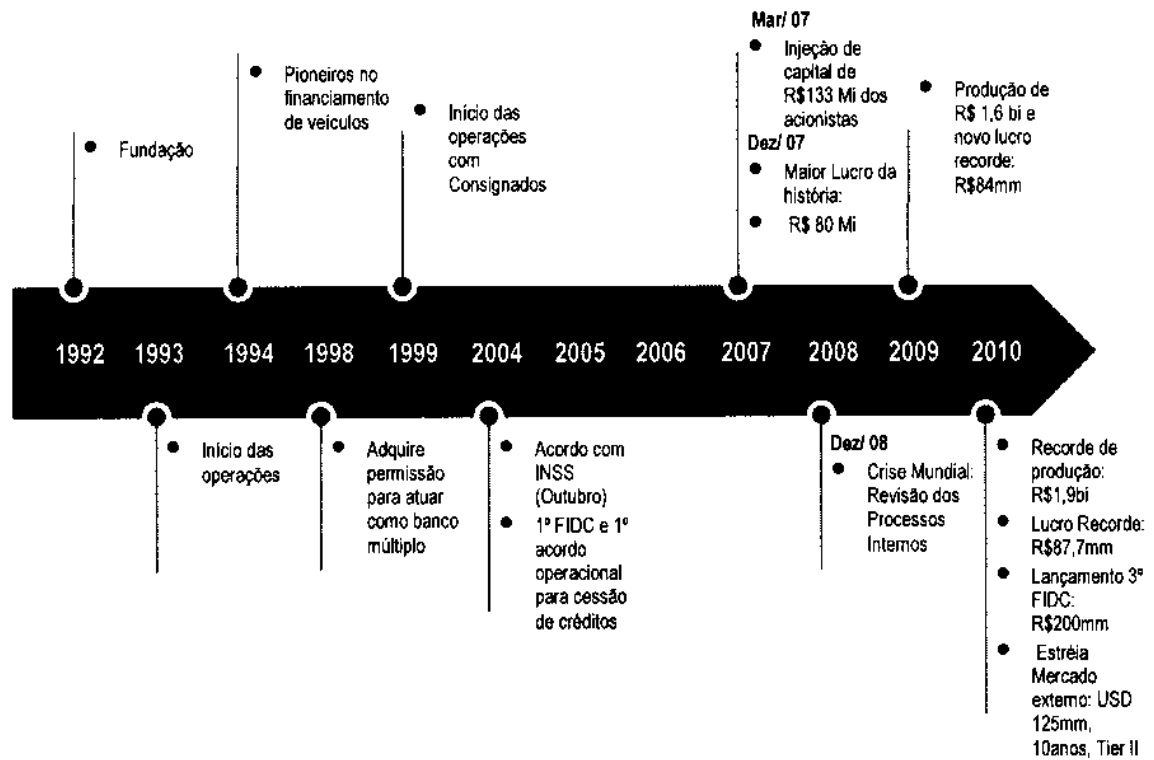 Fundação
Pioneiros no
financiamento
de veículos
Início das
operações
com
Consignados
Mar/ 07
Injeção de
capital de
R$133 Mi dos
acionistas
Dez/ 07
Maior Lucro da
história:
R$ 80 Mi
Produção de
R$ 1,6 bi e
novo lucro
recorde:
R$84mm
1992 1993 1994 1998 1999 2004 2005 2006 2007 2008 2009 2010
Início das
operações
Adquire
permissão
para atuar
como banco
múltiplo
Acordo com
INSS
(Outubro)
1º FIDC e 1º
acordo
operacional
para cessão
de créditos
Dez/ 08
Crise Mundial:
Revisão dos
Processos
Internos
Recorde de
produção:
R$1,9bi
Lucro Recorde:
R$87,7mm
Lançamento 3º
FIDC:
R$200mm
Estréia
Mercado
externo: USD
125mm,
10anos, Tier II